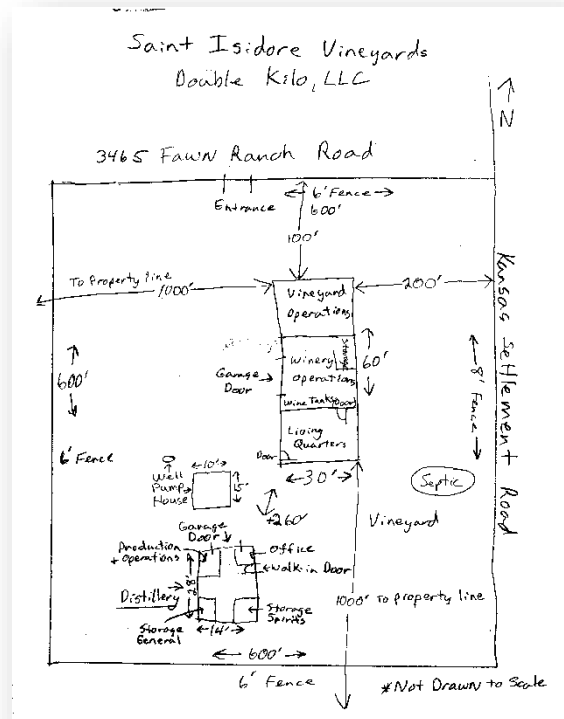 Saint Isidore Vineyards
Double Kilo, LLC
N
3465 Fawn Ranch Road
6' Fence
600'
Entrance
100'
To Property line
1000'
200'
Vineyard
Operations
Kansas Settlement Road
Storage
Winery
Operations
60'
Garage
Door
Wine Tanks
Door
8' Fence
600'
Living
Quarters
Door
30'
6' Fence
Well
Pump
House
10'
15'
Septic
+260'
Vineyard
Garage
Door
Production
+ Operations
Office
Walk-in Door
Distillery
8'
1000' To property line
Storage
General
14'
Storage
Spirits
600'
6' Fence
*Not Drawn to Scale